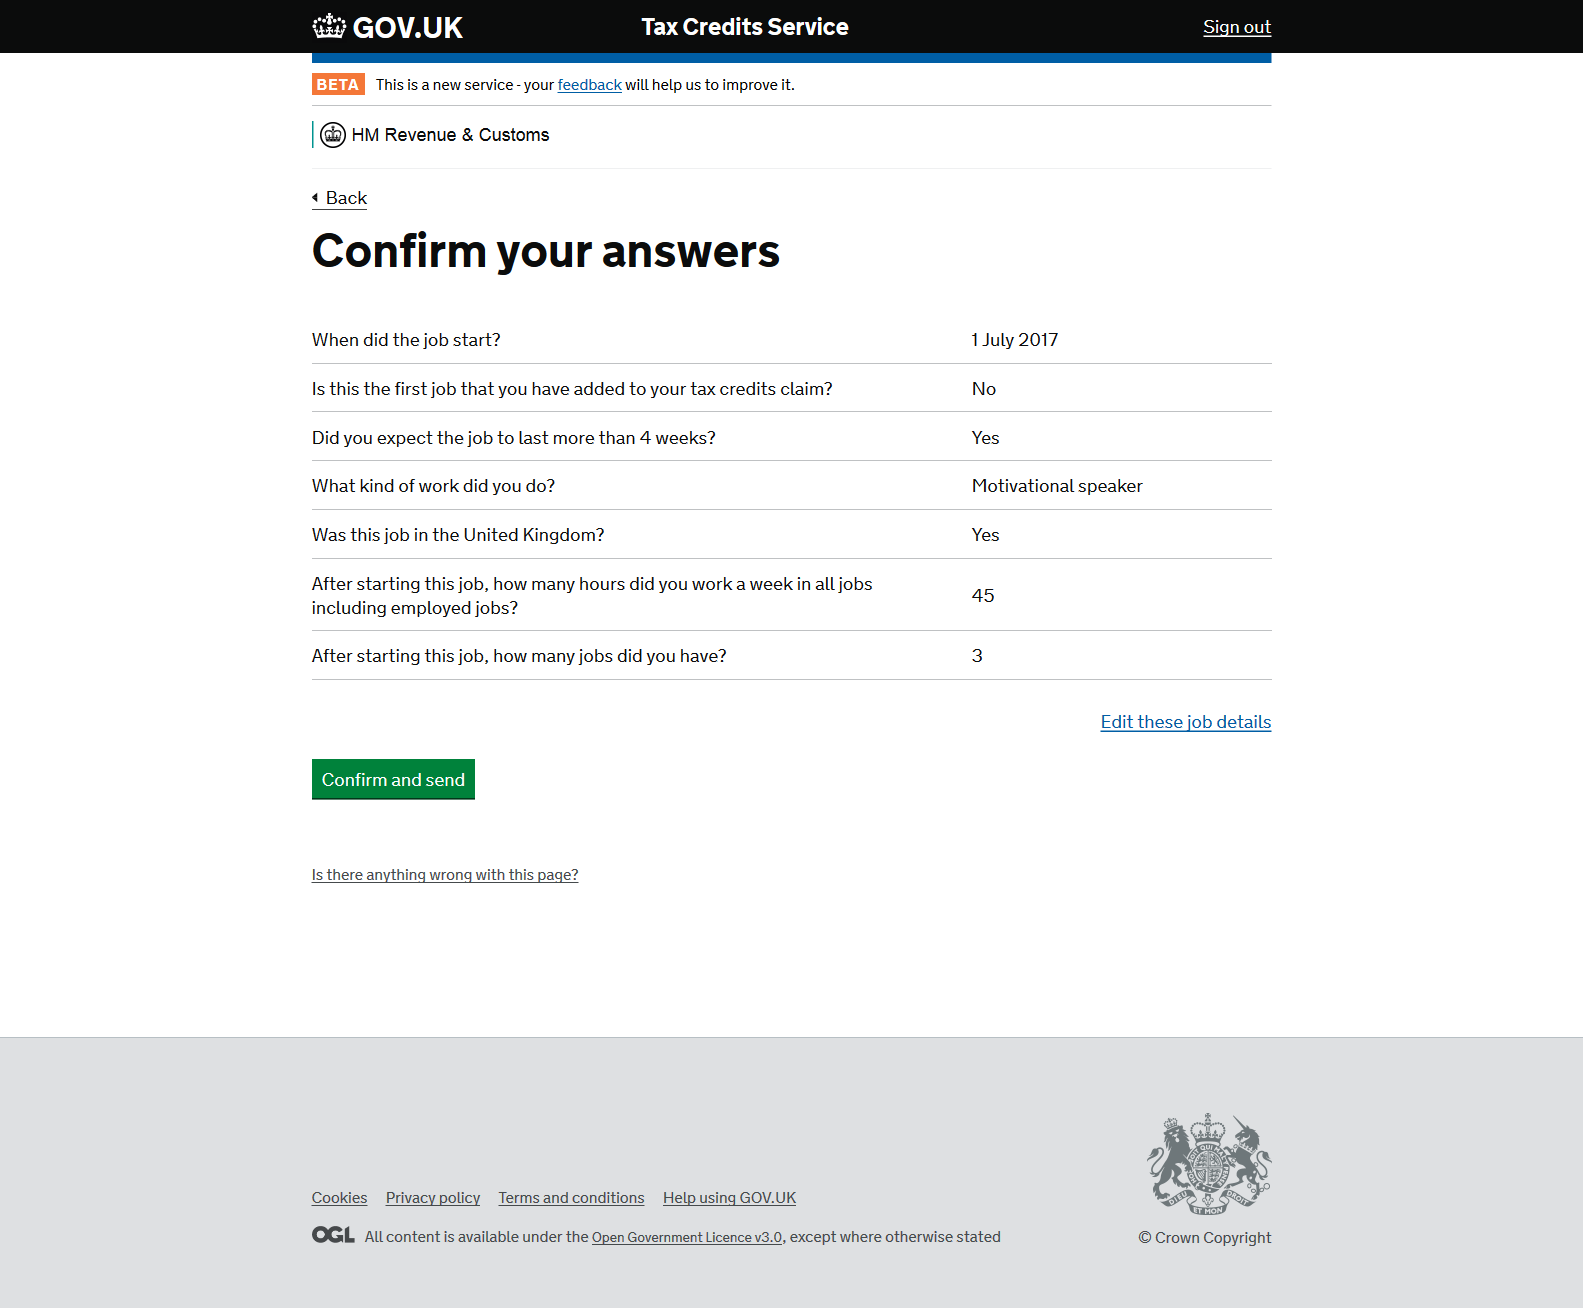 GOV.UK
Tax Credits Service
Sign out
BETA This is a new service - your feedback will help us to improve it.
HM Revenue & Customs
Back
Confirm your answers
When did the job start? 1 July 2017
Is this the first job that you have added to your tax credits claim? No
Did you expect the job to last more than 4 weeks? Yes
What kind of work did you do? Motivational speaker
Was this job in the United Kingdom? Yes
After starting this job, how many hours did you work a week in all jobs
including employed jobs? 45
After starting this job, how many jobs did you have? 3
Edit these job details
Confirm and send
Is there anything wrong with this page?
Cookies Privacy policy Terms and conditions Help using GOV.UK
OGL All content is available under the Open Government Licence v3.0, except where otherwise stated
DIEU ET MON DROIT
© Crown Copyright